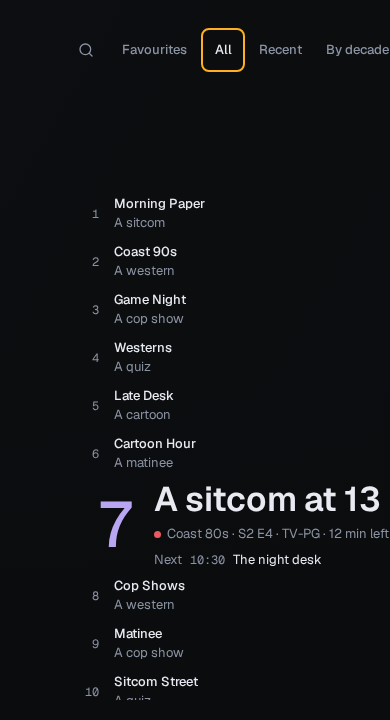 Favourites All Recent By decade
1 Morning Paper
A sitcom
2 Coast 90s
A western
3 Game Night
A cop show
4 Westerns
A quiz
5 Late Desk
A cartoon
6 Cartoon Hour
A matinee
7 A sitcom at 13
Coast 80s · S2 E4 · TV-PG · 12 min left
Next 10:30 The night desk
8 Cop Shows
A western
9 Matinee
A cop show
10 Sitcom Street
A quiz